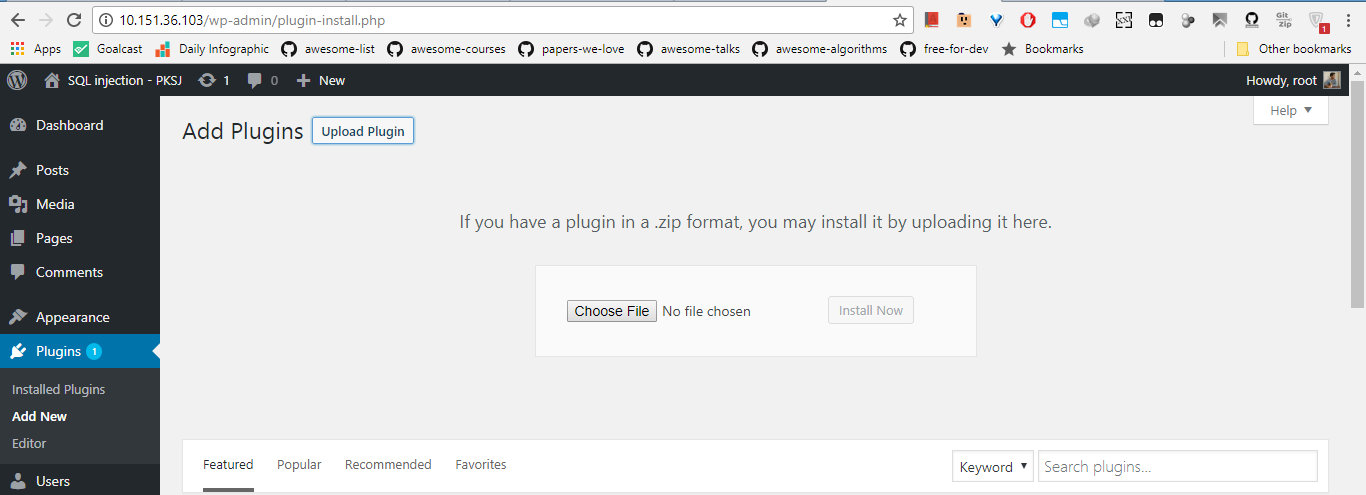 10.151.36.103/wp-admin/plugin-install.php
Git Zip 1
Apps Goalcast Daily Infographic awesome-list awesome-courses papers-we-love awesome-talks awesome-algorithms free-for-dev Bookmarks Other bookmarks
SQL injection - PKSJ 1 0 New Howdy, root
Help
Add Plugins Upload Plugin
Dashboard
Posts
Media
Pages
Comments
Appearance
Plugins 1
Installed Plugins
Add New
Editor
Users
If you have a plugin in a .zip format, you may install it by uploading it here.
Choose File No file chosen Install Now
Featured Popular Recommended Favorites Keyword Search plugins...